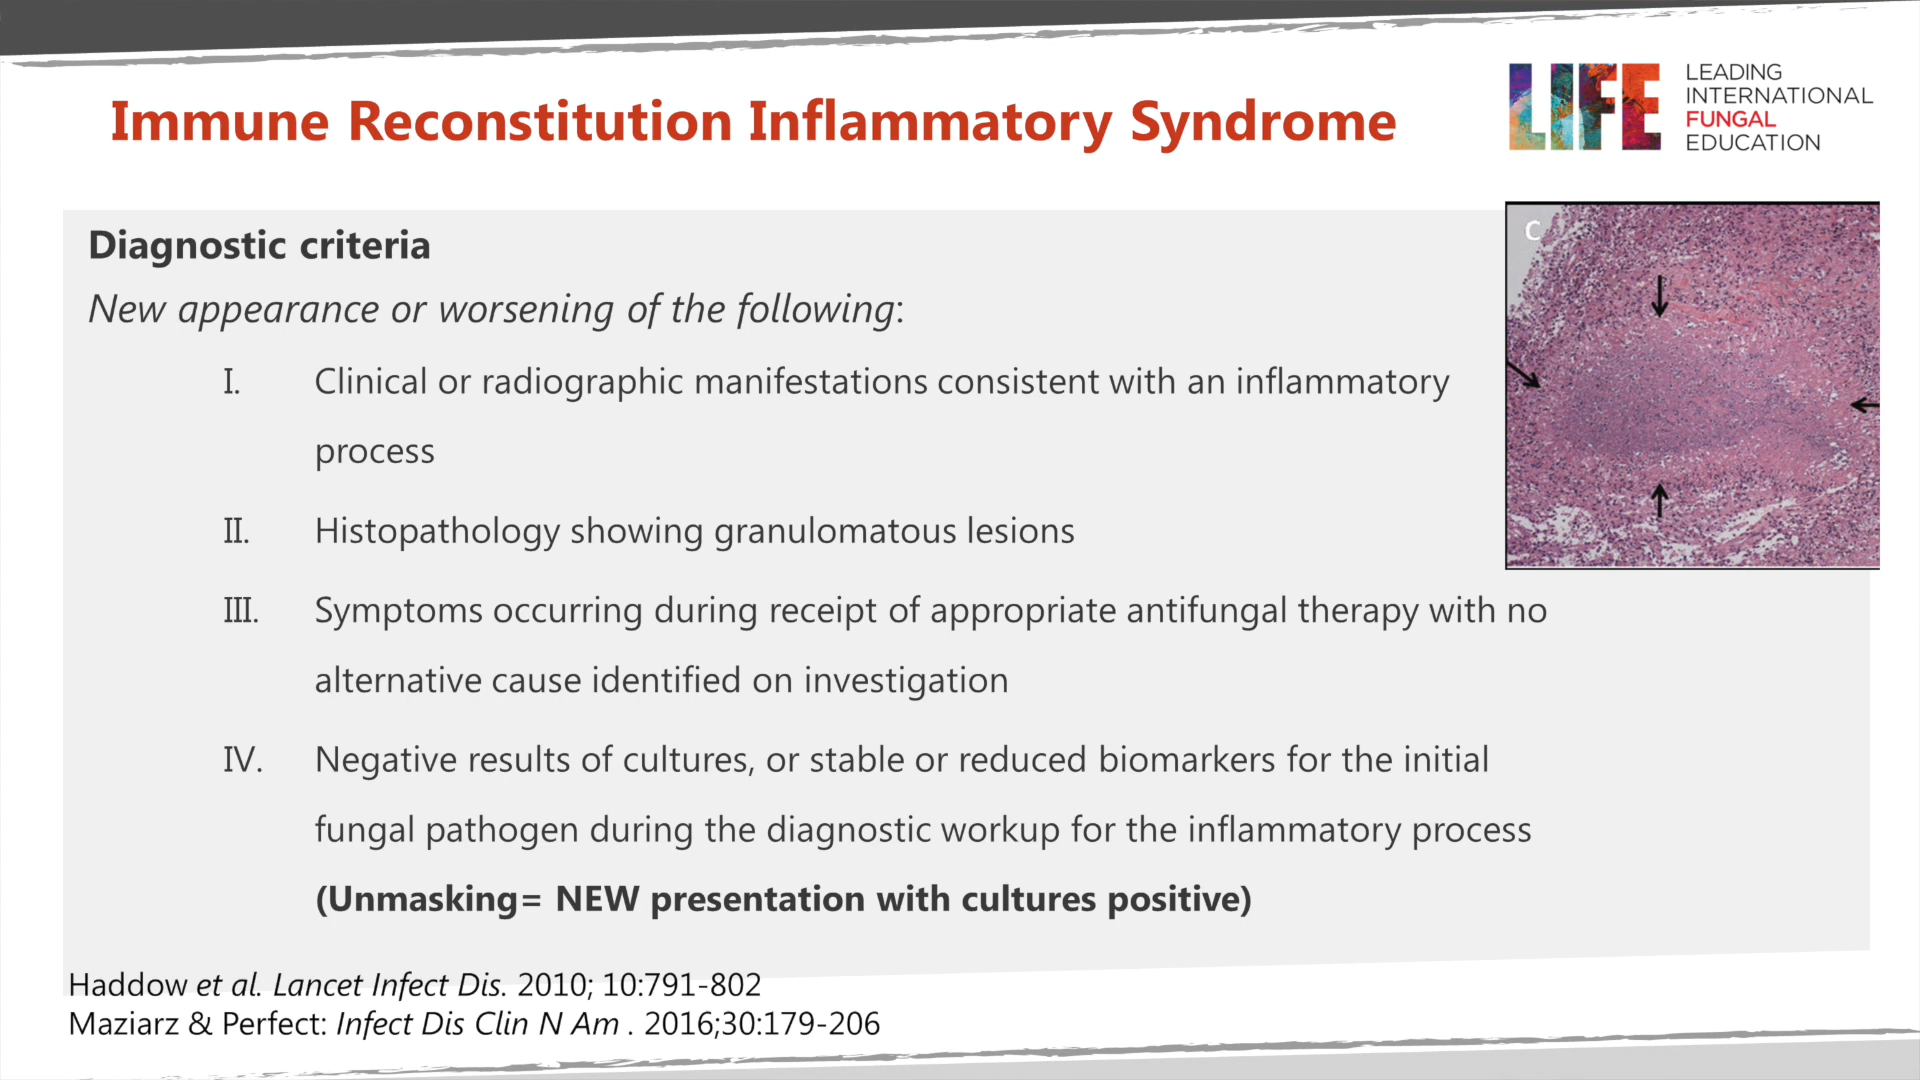 Immune Reconstitution Inflammatory Syndrome
LIFE
LEADING
INTERNATIONAL
FUNGAL
EDUCATION
Diagnostic criteria
New appearance or worsening of the following:
I. Clinical or radiographic manifestations consistent with an inflammatory
process
II. Histopathology showing granulomatous lesions
III. Symptoms occurring during receipt of appropriate antifungal therapy with no
alternative cause identified on investigation
IV. Negative results of cultures, or stable or reduced biomarkers for the initial
fungal pathogen during the diagnostic workup for the inflammatory process
(Unmasking= NEW presentation with cultures positive)
C
Haddow et al. Lancet Infect Dis. 2010; 10:791-802
Maziarz & Perfect: Infect Dis Clin N Am . 2016;30:179-206